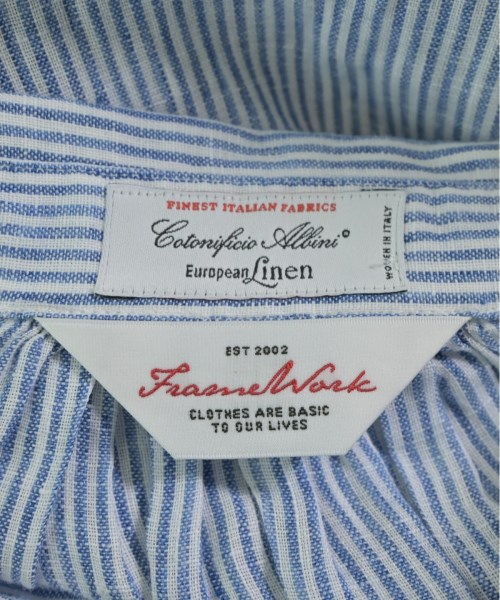 FINEST ITALIAN FABRICS
Cotonificio Albini®
European Linen
WOVEN IN ITALY
EST 2002
FrameWork
CLOTHES ARE BASIC
TO OUR LIVES